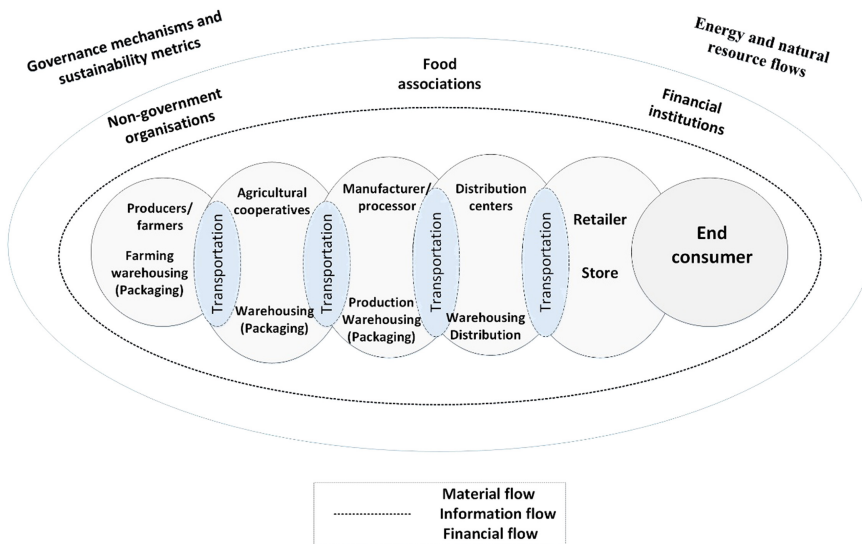 Governance mechanisms and
sustainability metrics
Energy and natural
resource flows
Food
associations
Non-government
organisations
Financial
institutions
Producers/
farmers
Farming
warehousing
(Packaging)
Transportation
Agricultural
cooperatives
Warehousing
(Packaging)
Transportation
Manufacturer/
processor
Production
Warehousing
(Packaging)
Transportation
Distribution
centers
Warehousing
Distribution
Transportation
Retailer
Store
End
consumer
Material flow
Information flow
Financial flow